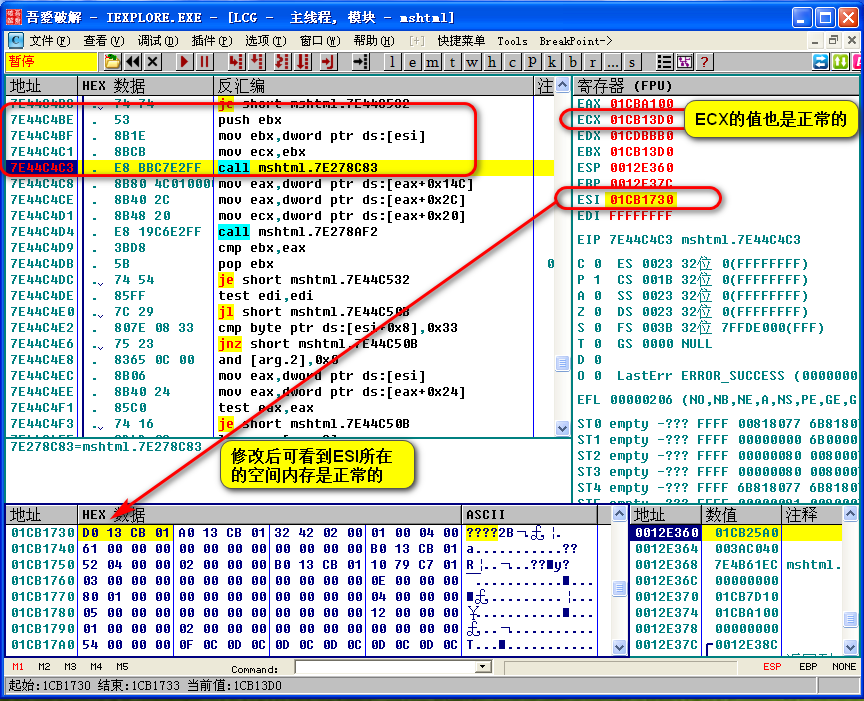 吾愛破解 - IEXPLORE.EXE - [LCG - 主线程, 模块 - mshtml]
文件(F) 查看(V) 调试(D) 插件(P) 选项(T) 窗口(W) 帮助(H) [+] 快捷菜单 Tools BreakPoint->
暂停 l e m t w h c p k b r ... s ?
地址 HEX 数据 反汇编 注
je short mshtml.7E448502
7E44C4BE . 53 push ebx
7E44C4BF . 8B1E mov ebx,dword ptr ds:[esi]
7E44C4C1 . 8BCB mov ecx,ebx
7E44C4C3 . E8 BBC7E2FF call mshtml.7E278C83
7E44C4C8 . 8B80 4C01000 mov eax,dword ptr ds:[eax+0x14C]
7E44C4CE . 8B40 2C mov eax,dword ptr ds:[eax+0x2C]
7E44C4D1 . 8B48 20 mov ecx,dword ptr ds:[eax+0x20]
7E44C4D4 . E8 19C6E2FF call mshtml.7E278AF2
7E44C4D9 . 3BD8 cmp ebx,eax
7E44C4DB . 5B pop ebx 0
7E44C4DC . 74 54 je short mshtml.7E44C532
7E44C4DE . 85FF test edi,edi
7E44C4E0 . 7C 29 jl short mshtml.7E44C50B
7E44C4E2 . 807E 08 33 cmp byte ptr ds:[esi+0x8],0x33
7E44C4E6 . 75 23 jnz short mshtml.7E44C50B
7E44C4E8 . 8365 0C 00 and [arg.2],0x0
7E44C4EC . 8B06 mov eax,dword ptr ds:[esi]
7E44C4EE . 8B40 24 mov eax,dword ptr ds:[eax+0x24]
7E44C4F1 . 85C0 test eax,eax
7E44C4F3 . 74 16 je short mshtml.7E44C50B
7E278C83=mshtml.7E278C83
修改后可看到ESI所在
的空间内存是正常的
寄存器 (FPU)
EAX 01CBA100
ECX 01CB13D0
ECX的值也是正常的
EDX 01CDBBB0
EBX 01CB13D0
ESP 0012E360
EBP 0012E37C
ESI 01CB1730
EDI FFFFFFFF
EIP 7E44C4C3 mshtml.7E44C4C3
C 0 ES 0023 32位 0(FFFFFFFF)
P 1 CS 001B 32位 0(FFFFFFFF)
A 0 SS 0023 32位 0(FFFFFFFF)
Z 0 DS 0023 32位 0(FFFFFFFF)
S 0 FS 003B 32位 7FFDE000(FFF)
T 0 GS 0000 NULL
D 0
O 0 LastErr ERROR_SUCCESS (0000000
EFL 00000206 (NO,NB,NE,A,NS,PE,GE,G
ST0 empty -??? FFFF 00818077 6B8180
ST1 empty -??? FFFF 00000000 6B0000
ST2 empty -??? FFFF 00000080 008000
ST3 empty -??? FFFF 00000080 008000
ST4 empty -??? FFFF 6B818077 6B8180
地址 HEX 数据 ASCII
01CB1730 D0 13 CB 01 A0 13 CB 01 32 42 02 00 01 00 04 00 ????2B
01CB1740 61 00 00 00 00 00 00 00 00 00 00 00 B0 13 CB 01 a...........??
01CB1750 52 04 00 00 02 00 00 00 B0 13 CB 01 10 79 C7 01
01CB1760 03 00 00 00 00 00 00 00 00 00 00 00 0E 00 00 00
01CB1770 80 01 00 00 00 00 00 00 00 00 00 00 04 00 00 00
01CB1780 05 00 00 00 00 00 00 00 00 00 00 00 12 00 00 00
01CB1790 01 00 00 00 02 00 00 00 00 00 00 00 00 00 00 00
01CB17A0 54 00 00 00 0F 0C 0D 0C 0D 0C 0D 0C 0D 0C 0D 0C
地址 数值 注释
0012E360 01CB25A0
0012E364 003AC040
0012E368 7E4B61EC mshtml.
0012E36C 00000000
0012E370 01CB7D10
0012E374 01CBA100
0012E378 00000000
0012E37C 0012E38C
M1 M2 M3 M4 M5 Command: ESP EBP NONE
起始:1CB1730 结束:1CB1733 当前值:1CB13D0